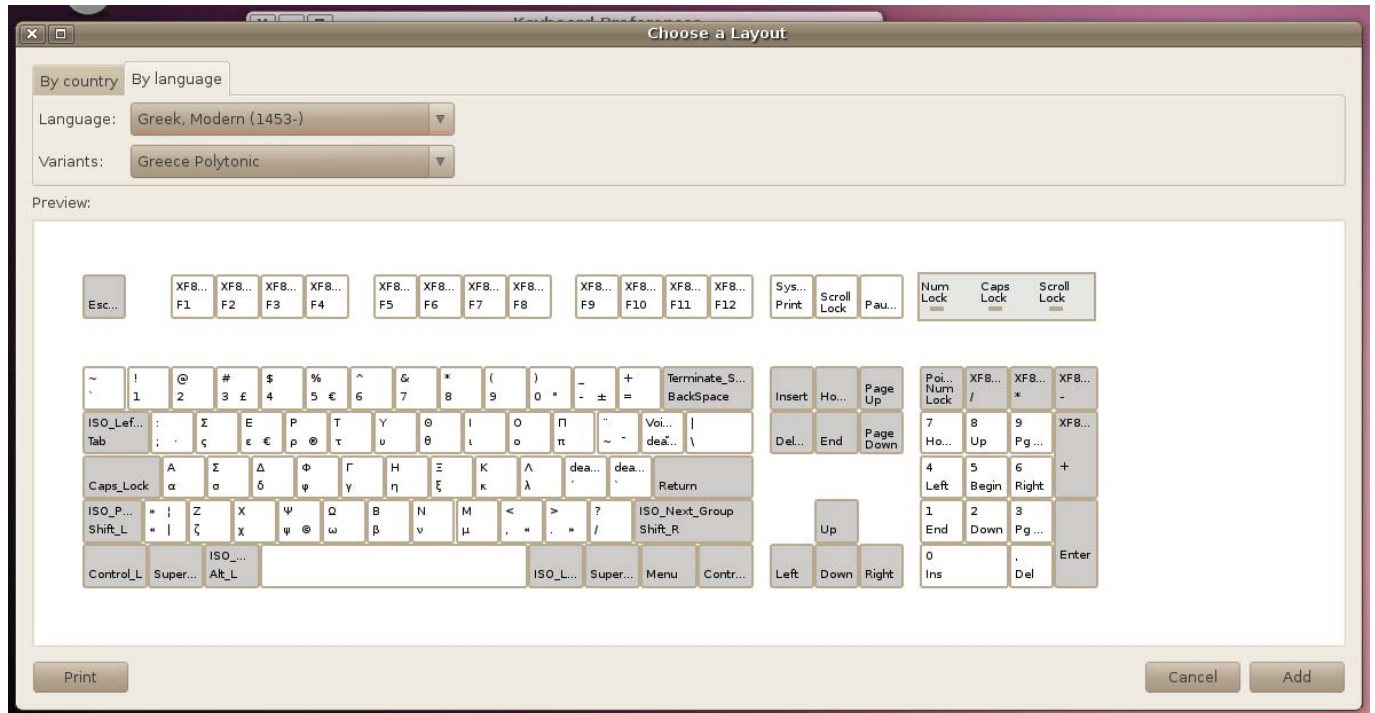 Keyboard Preferences
Choose a Layout
By country By language
Language: Greek, Modern (1453-)
Variants: Greece Polytonic
Preview:
XF8... XF8... XF8... XF8... XF8... XF8... XF8... XF8... XF8... XF8... XF8... XF8... Sys... Num Caps Scroll
Scroll Lock Lock Lock
Esc... F1 F2 F3 F4 F5 F6 F7 F8 F9 F10 F11 F12 Print Lock Pau...
~ ! @ # $ % ^ & * ( ) _ + Terminate_S... Page Poi... XF8... XF8... XF8...
Num
` 1 2 3 £ 4 5 € 6 7 8 9 0 ° - ± = BackSpace Insert Ho... Up Lock / * -
ISO_Lef... : Σ Ε Ρ Τ Υ Θ Ι Ο Π ¨ Voi... | Page 7 8 9 XF8...
Tab ; · ς ε € ρ ® τ υ θ ι ο π ~ dea... \ Del... End Down Ho... Up Pg...
Α Σ Δ Φ Γ Η Ξ Κ Λ dea... dea... 4 5 6 +
Caps_Lock α σ δ φ γ η ξ κ λ ´ ` Return Left Begin Right
ISO_P... » ¦ Ζ Χ Ψ Ω Β Ν Μ < > ? ISO_Next_Group 1 2 3
Shift_L « | ζ χ ψ © ω β ν μ , « . » / Shift_R Up End Down Pg...
ISO_... 0 . Enter
Control_L Super... Alt_L ISO_L... Super... Menu Contr... Left Down Right Ins Del
Print Cancel Add